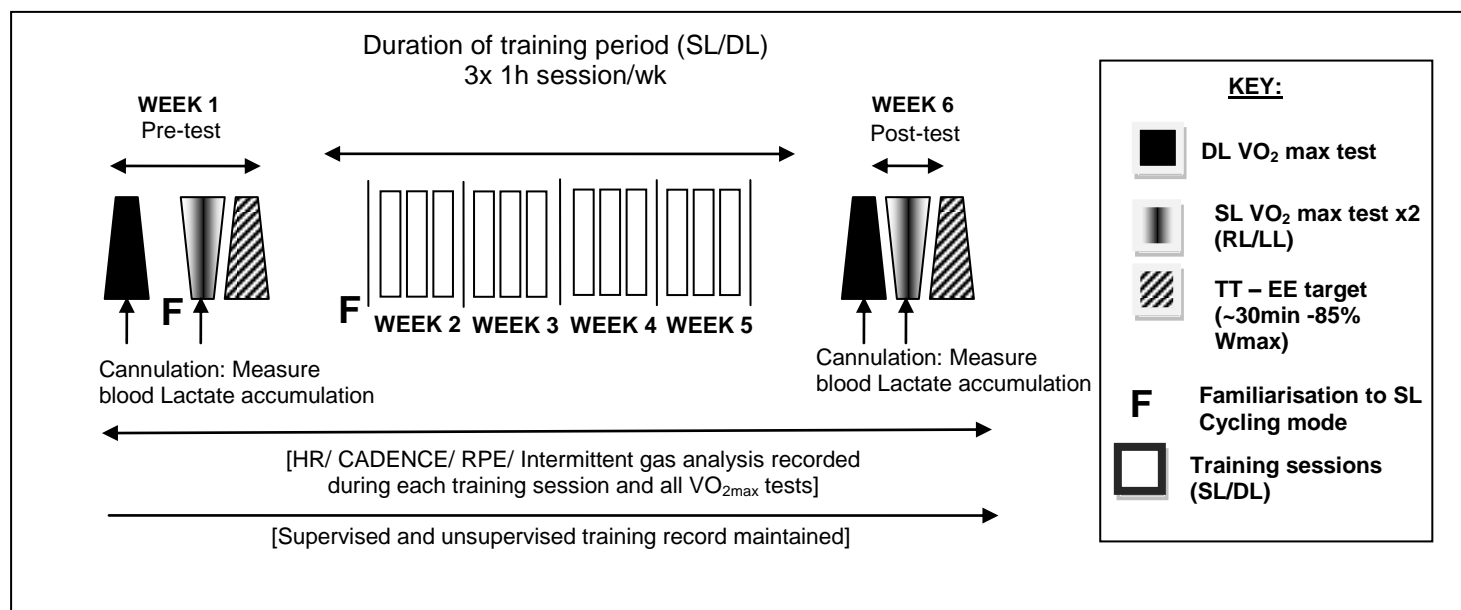 Duration of training period (SL/DL)
3x 1h session/wk
WEEK 1
Pre-test
WEEK 6
Post-test
F
F
WEEK 2
WEEK 3
WEEK 4
WEEK 5
Cannulation: Measure
blood Lactate accumulation
Cannulation: Measure
blood Lactate accumulation
[HR/ CADENCE/ RPE/ Intermittent gas analysis recorded
during each training session and all VO₂max tests]
[Supervised and unsupervised training record maintained]
KEY:
DL VO₂ max test
SL VO₂ max test x2
(RL/LL)
TT – EE target
(~30min -85%
Wmax)
F
Familiarisation to SL
Cycling mode
Training sessions
(SL/DL)